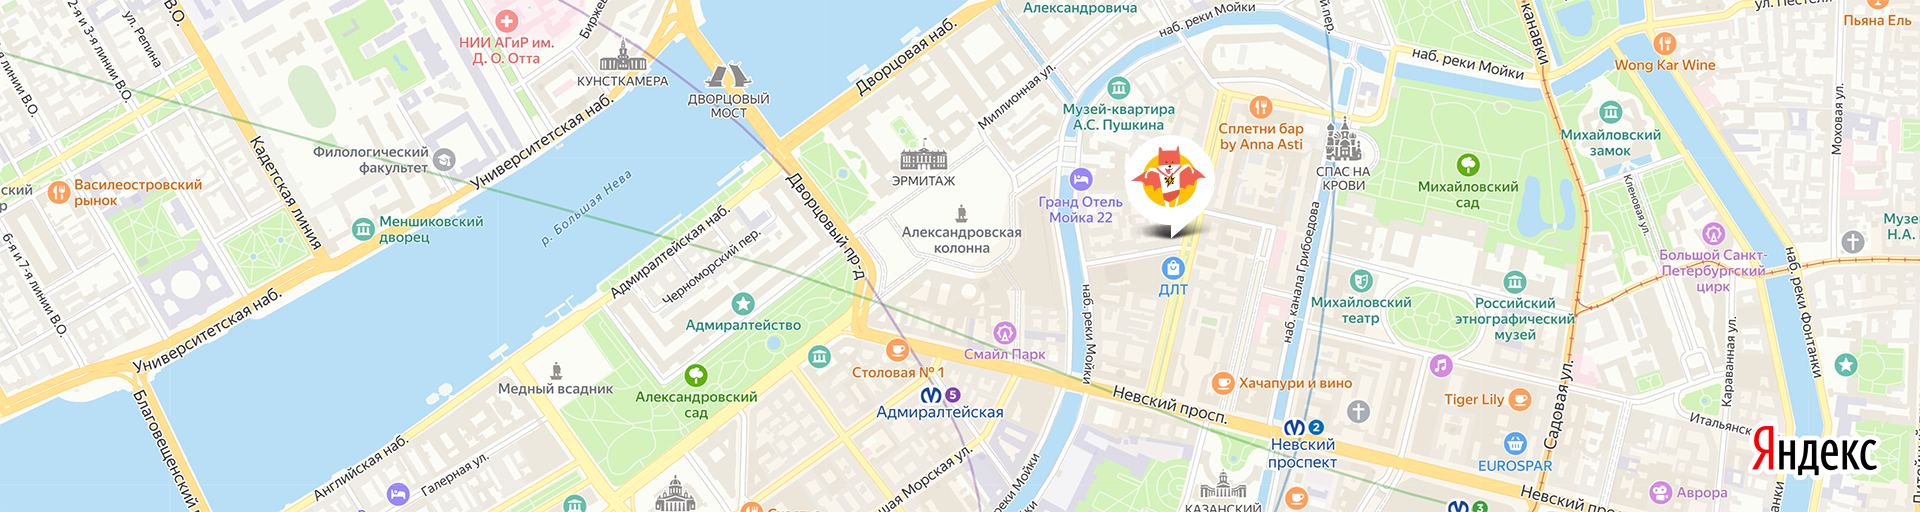 Александровича
наб. реки Мойки
пер.
канавки
ул. Пестеля
Пьяна Ель
2-я и 3-я линии В.О.
ул. Репина
В.О.
НИИ АГиР им.
Д. О. Отта
КУНСТКАМЕРА
ДВОРЦОВЫЙ
МОСТ
Дворцовая наб.
Миллионная ул.
наб. реки Мойки
Wong Kar Wine
Музей-квартира
А.С. Пушкина
Сплетни бар
by Anna Asti
Михайловский
замок
Моховая ул.
Университетская наб.
Кадетская линия
Филологический
факультет
ЭРМИТАЖ
СПАС НА
КРОВИ
Михайловский
сад
Кленовая ул.
Василеостровский
рынок
Меншиковский
дворец
р. Большая Нева
Адмиралтейская наб.
Черноморский пер.
Дворцовый пр-д
Александровская
колонна
Гранд Отель
Мойка 22
Музе
Н.А.
6-я и 7-я линии В.О.
Университетская наб.
Адмиралтейство
наб. реки Мойки
ДЛТ
наб. канала Грибоедова
Михайловский
театр
Российский
этнографический
музей
Большой Санкт-
Петербургский
цирк
наб. реки Фонтанки
Караванная ул.
Смайл Парк
Столовая № 1
Медный всадник
Александровский
сад
5
Адмиралтейская
Невский просп.
Хачапури и вино
Tiger Lily
Садовая ул.
Итальянск
Благовещенский
Английская наб.
Галерная ул.
2
Невский
проспект
EUROSPAR
Яндекс
реки Мойки
КАЗАНСКИЙ
Невский прос
3
Аврора